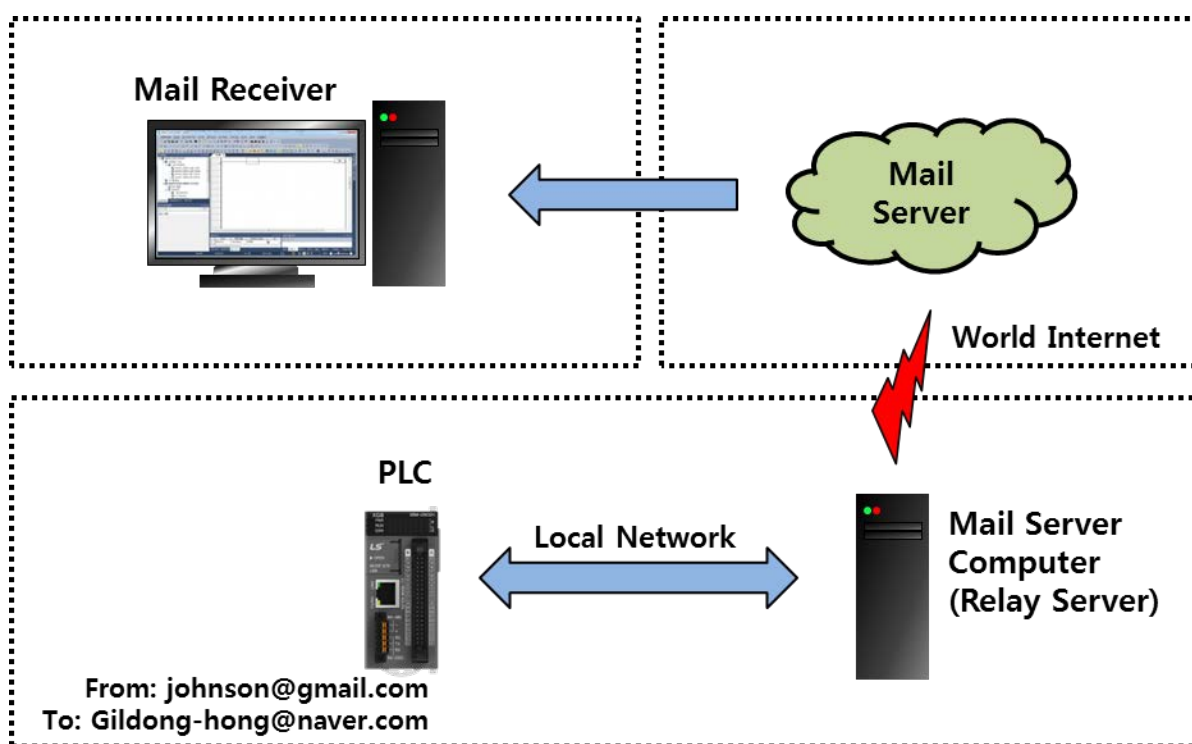 Mail Receiver
Mail
Server
World Internet
PLC
LS
Local Network
Mail Server
Computer
(Relay Server)
From: johnson@gmail.com
To: Gildong-hong@naver.com